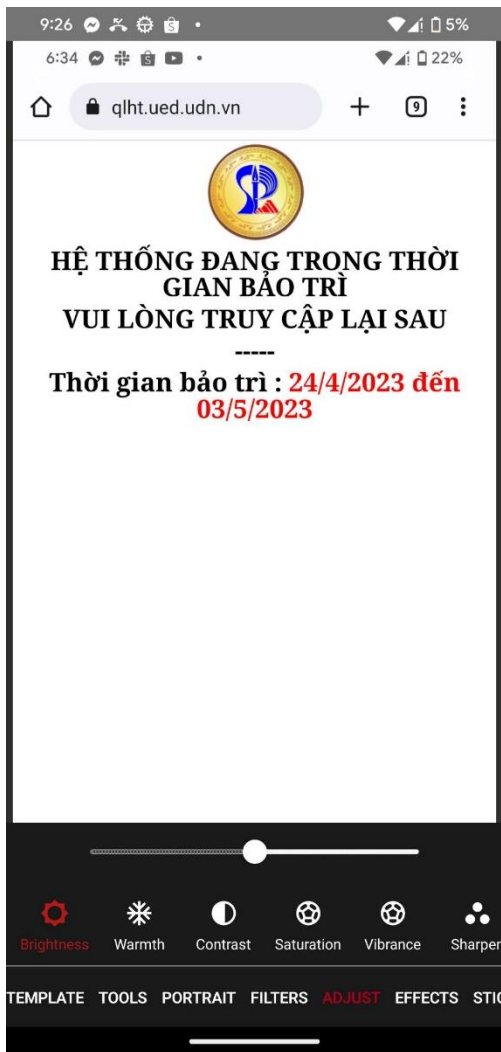 9:26 5%
6:34 22%
qlht.ued.udn.vn 9
HỆ THỐNG ĐANG TRONG THỜI
GIAN BẢO TRÌ
VUI LÒNG TRUY CẬP LẠI SAU
-----
Thời gian bảo trì : 24/4/2023 đến
03/5/2023
Brightness Warmth Contrast Saturation Vibrance Sharpen
TEMPLATE TOOLS PORTRAIT FILTERS ADJUST EFFECTS STIC